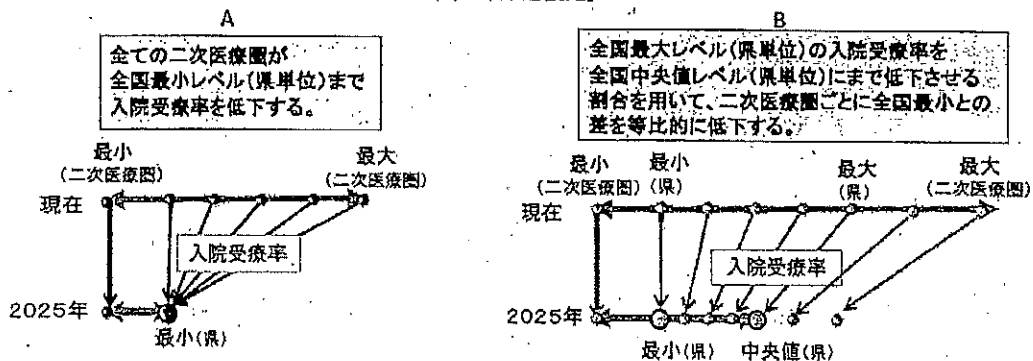 A
全ての二次医療圏が
全国最小レベル(県単位)まで
入院受療率を低下する。
最小
(二次医療圏)
最大
(二次医療圏)
現在
入院受療率
2025年
最小(県)
B
全国最大レベル(県単位)の入院受療率を
全国中央値レベル(県単位)にまで低下させる
割合を用いて、二次医療圏ごとに全国最小との
差を等比的に低下する。
最小
(二次医療圏)
最小
(県)
最大
(県)
最大
(二次医療圏)
現在
入院受療率
2025年
最小(県)
中央値(県)